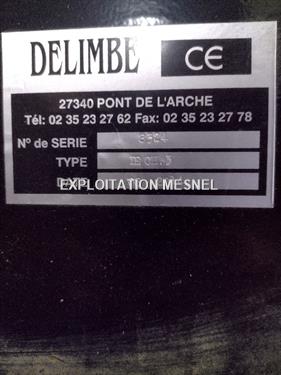 DELIMBE CE
27340 PONT DE L'ARCHE
Tél: 02 35 23 27 62 Fax: 02 35 23 27 78
N° de SERIE
TYPE
EXPLOITATION MESNEL
DATE